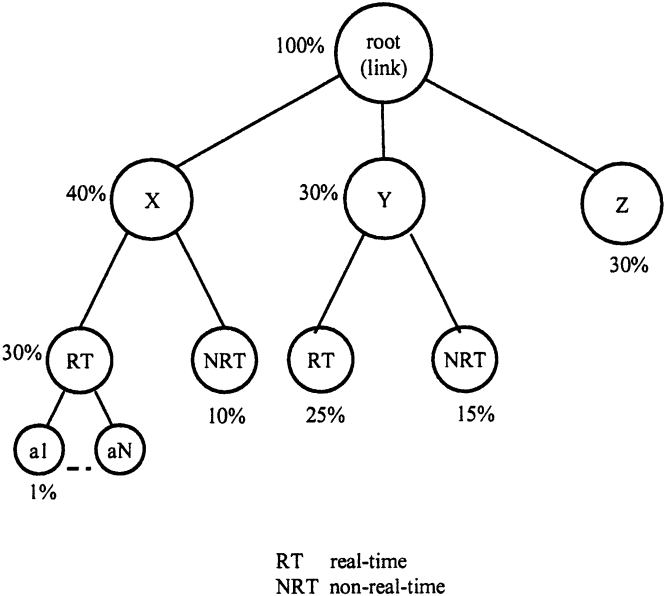 100%
root
(link)
40%
X
30%
Y
Z
30%
30%
RT
NRT
RT
NRT
10%
25%
15%
a1
aN
1%
RT real-time
NRT non-real-time